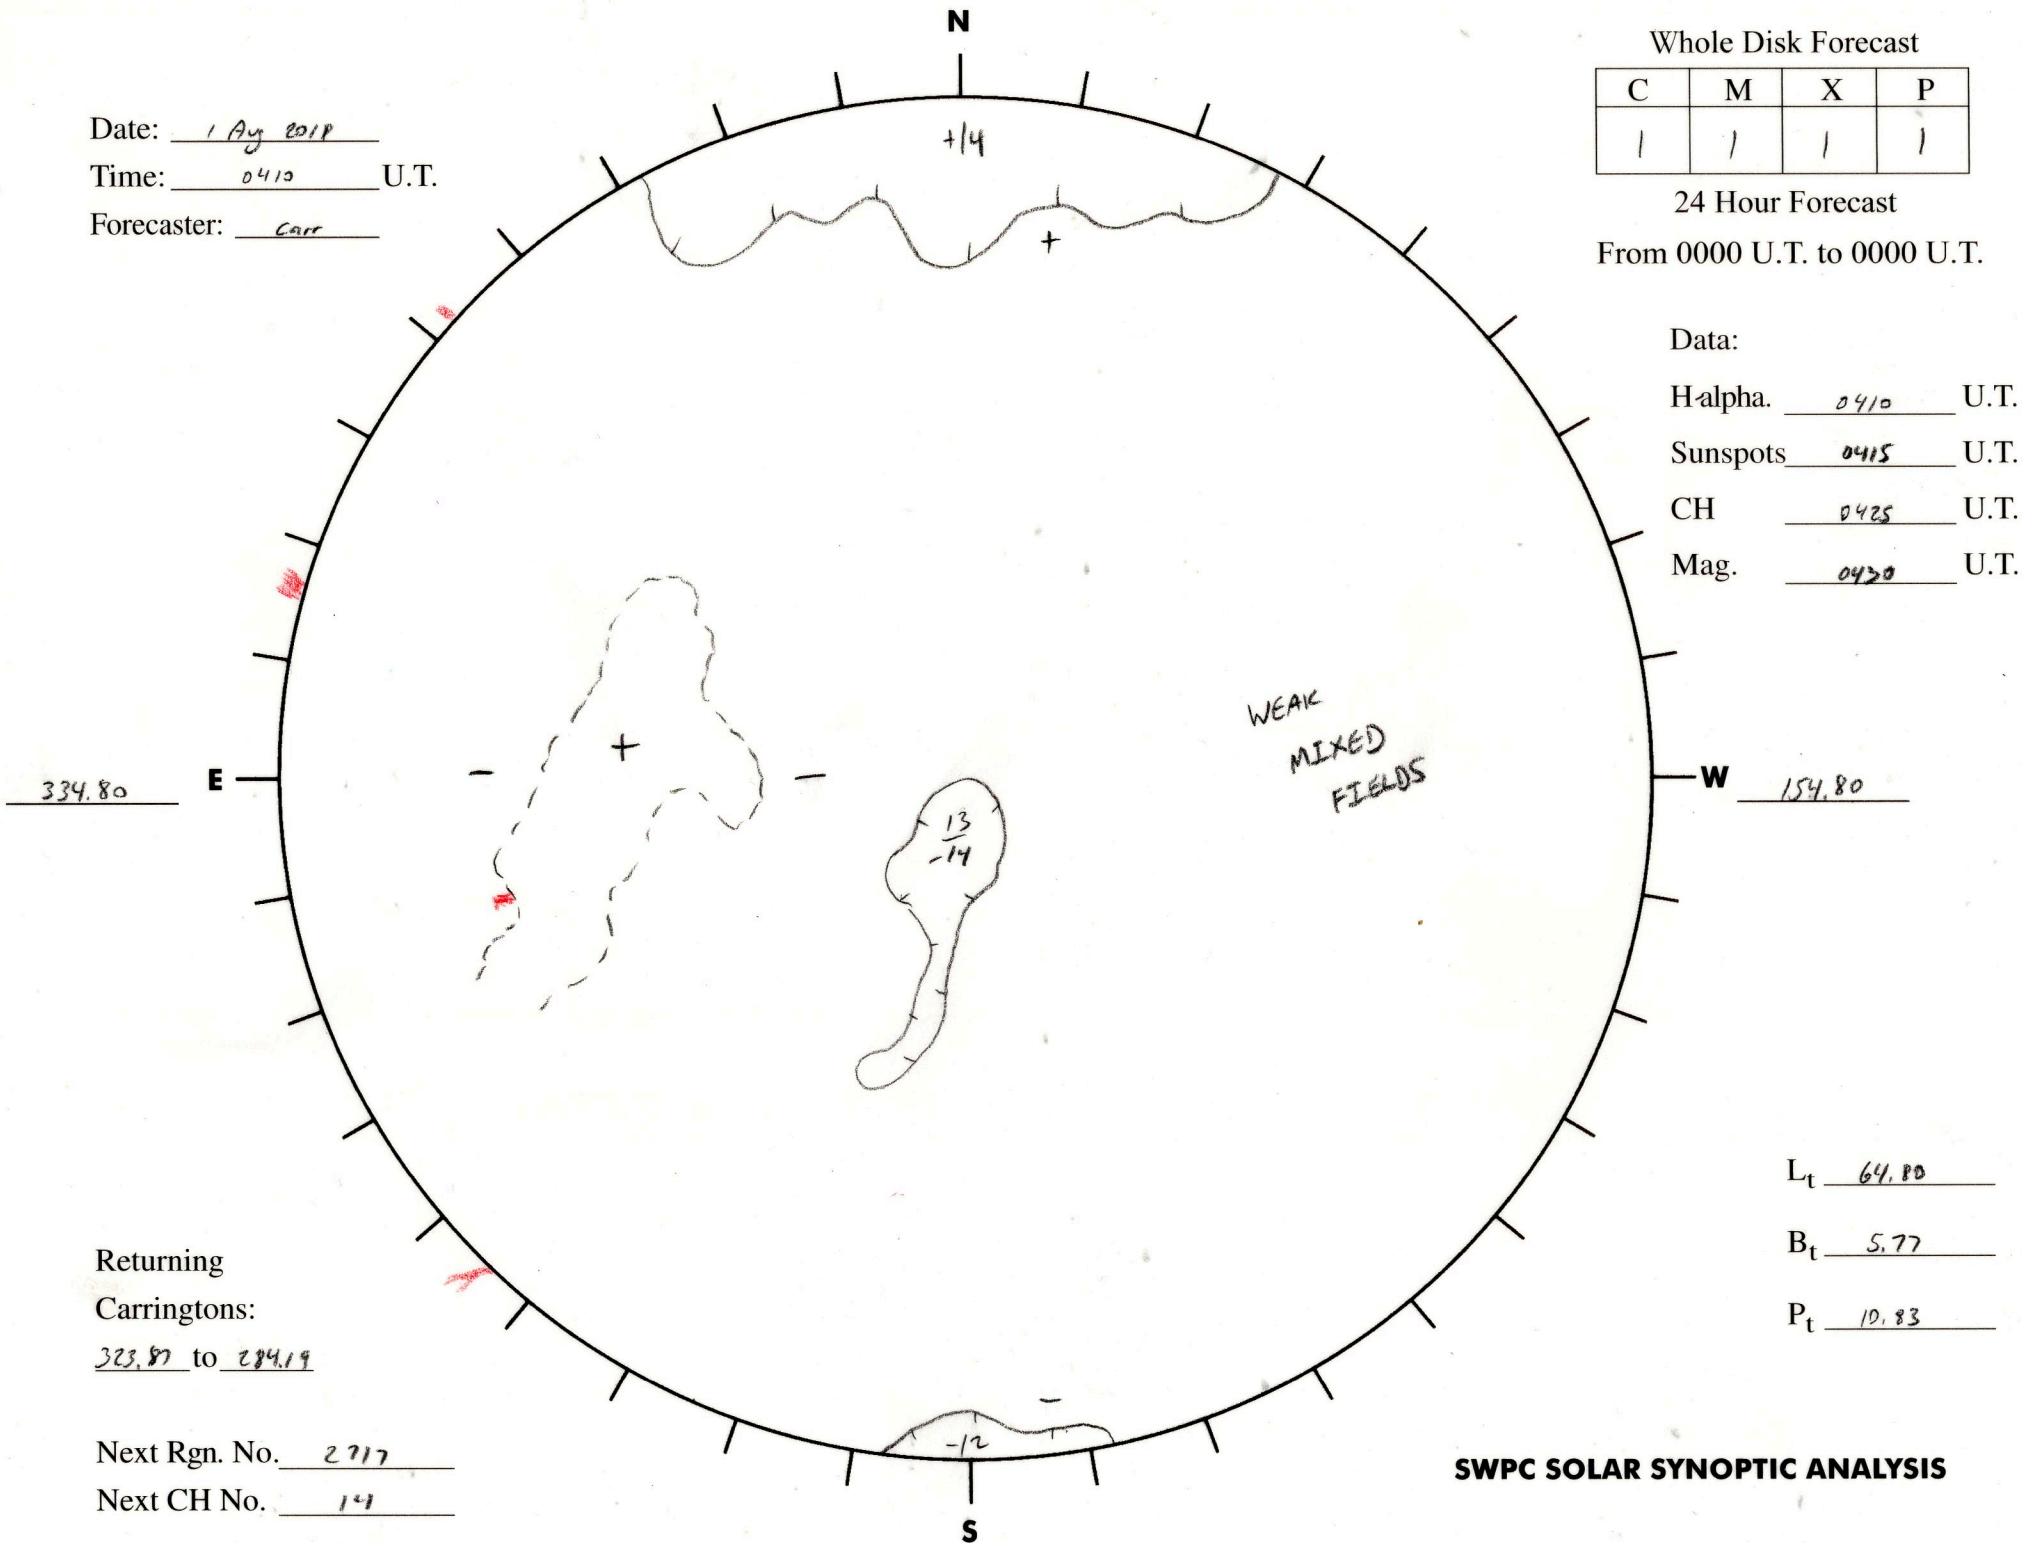 N
Whole Disk Forecast
C M X P
1 1 1 1
24 Hour Forecast
From 0000 U.T. to 0000 U.T.
Date: 1 Aug 2018
Time: 0410 U.T.
Forecaster: Carr
+/4
+
Data:
H-alpha. 0410 U.T.
Sunspots 0415 U.T.
CH 0425 U.T.
Mag. 0430 U.T.
WEAK
MIXED
FIELDS
- + -
334.80 E
W 154.80
13
-14
Lt 64.80
Bt 5.77
Pt 10.83
Returning
Carringtons:
323.87 to 284.19
-
-12
Next Rgn. No. 2717
Next CH No. 14
SWPC SOLAR SYNOPTIC ANALYSIS
S